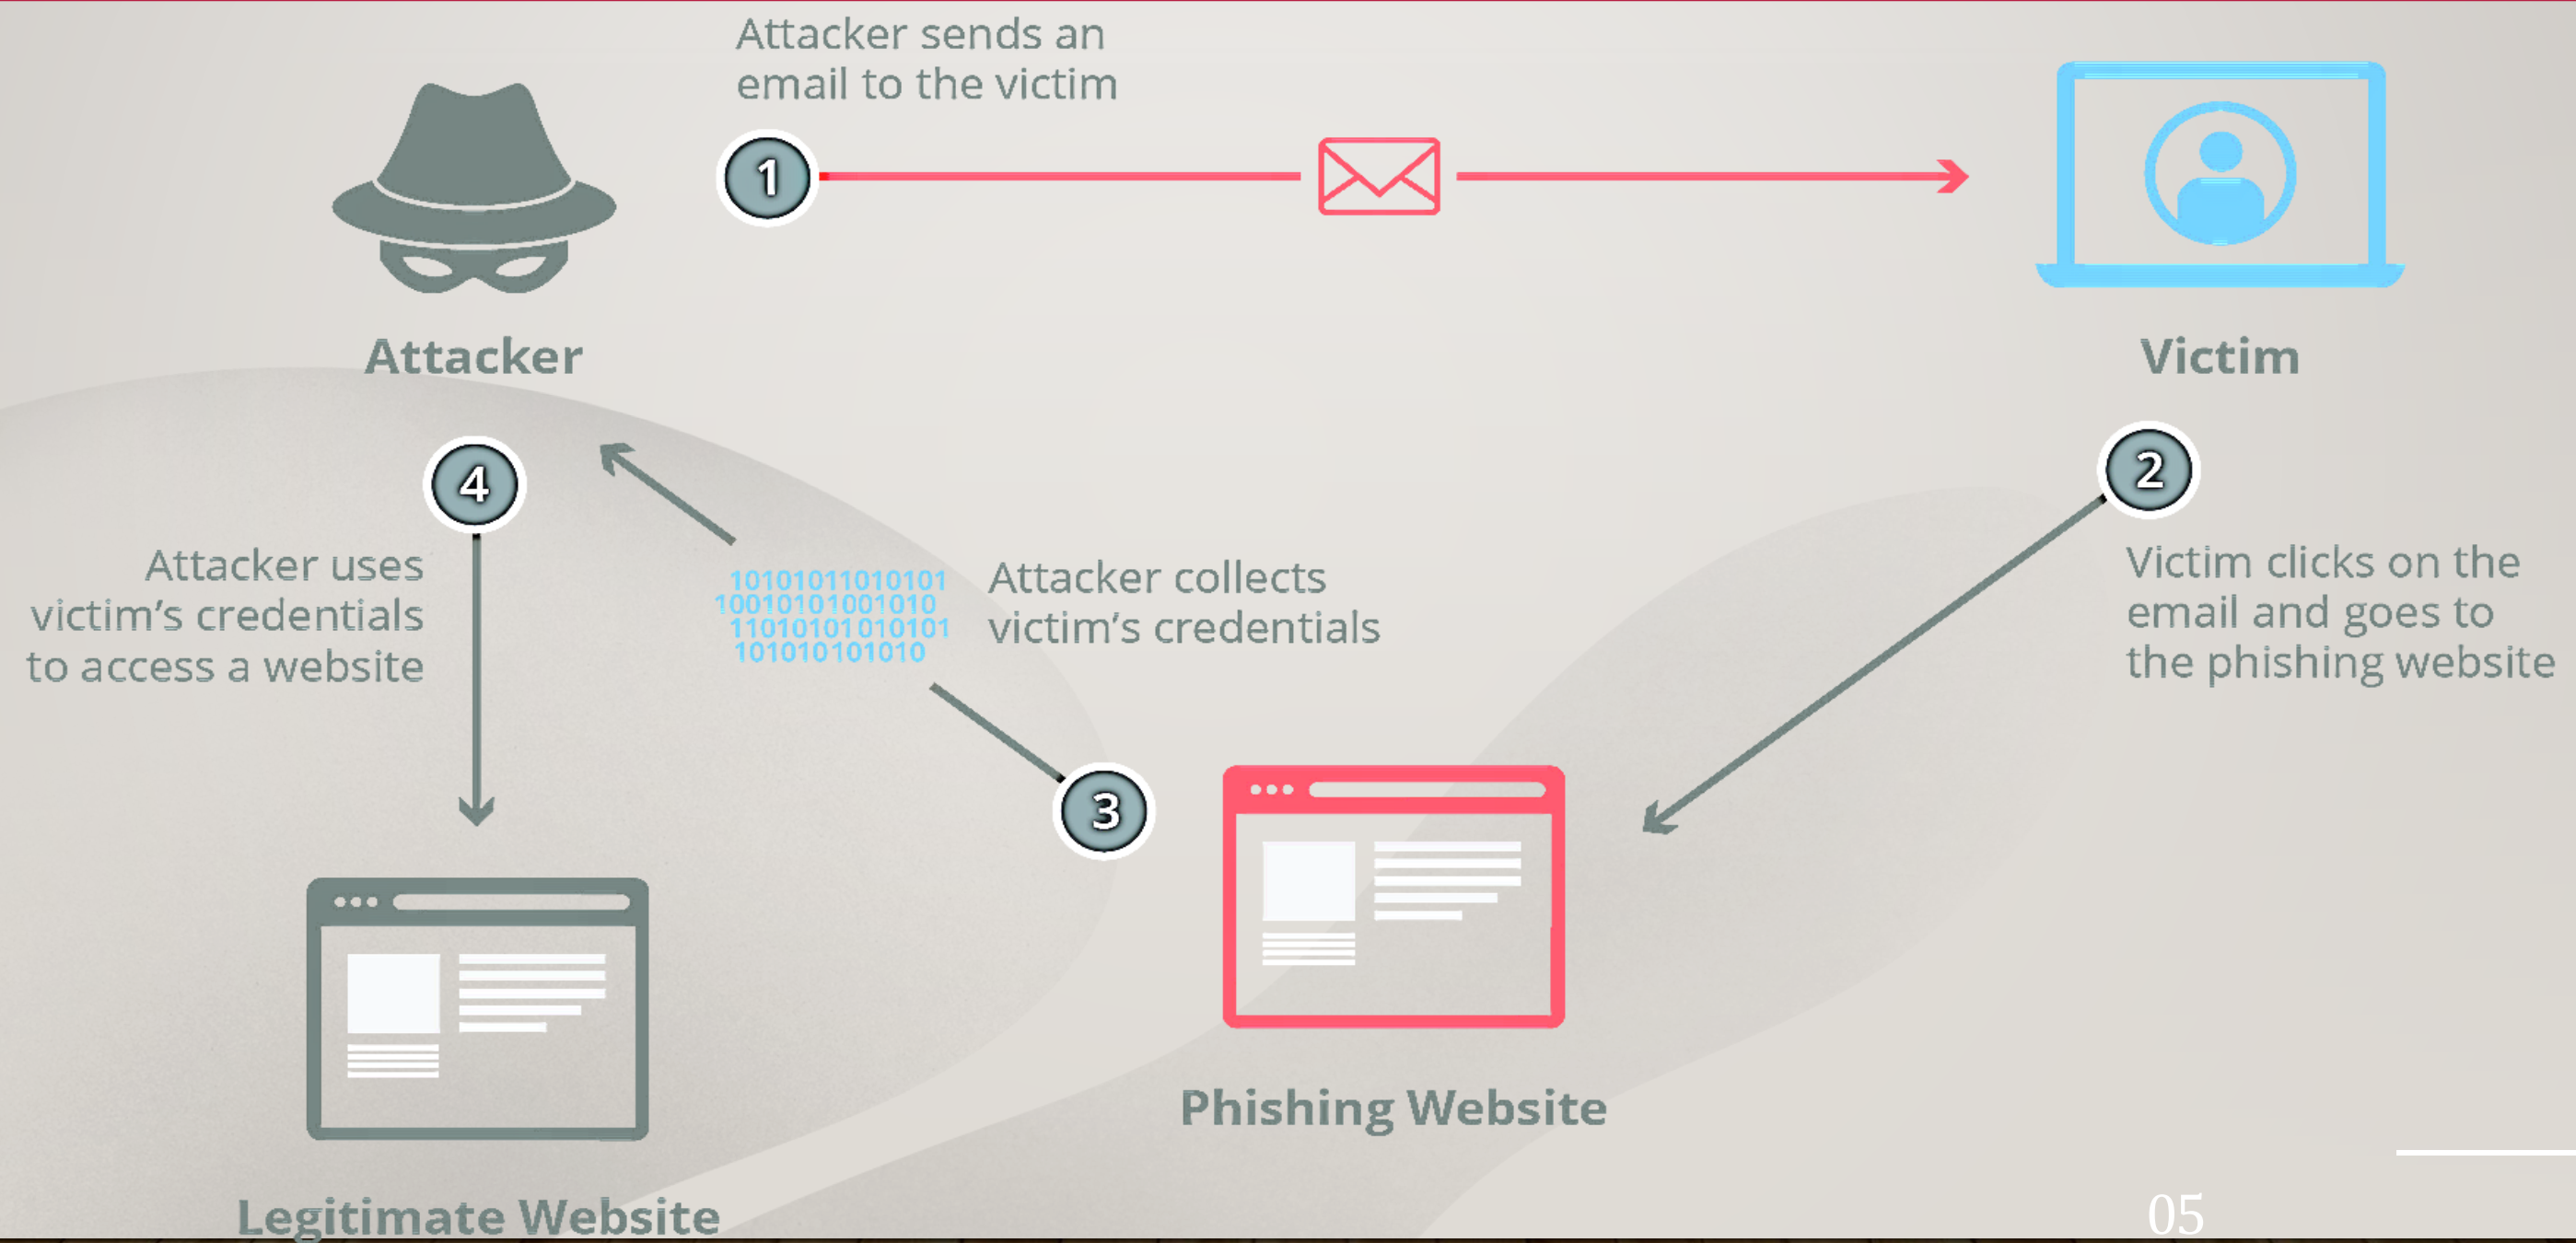 Attacker sends an
email to the victim
1
Attacker
Victim
4
2
Attacker uses
victim’s credentials
to access a website
10101011010101
10010101001010
11010101010101
101010101010
Attacker collects
victim’s credentials
Victim clicks on the
email and goes to
the phishing website
3
Phishing Website
Legitimate Website
05